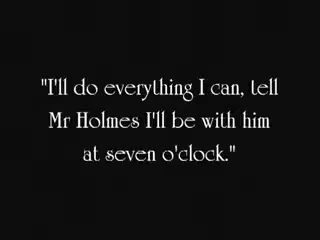 "I'll do everything I can, tell
Mr Holmes I'll be with him
at seven o'clock."